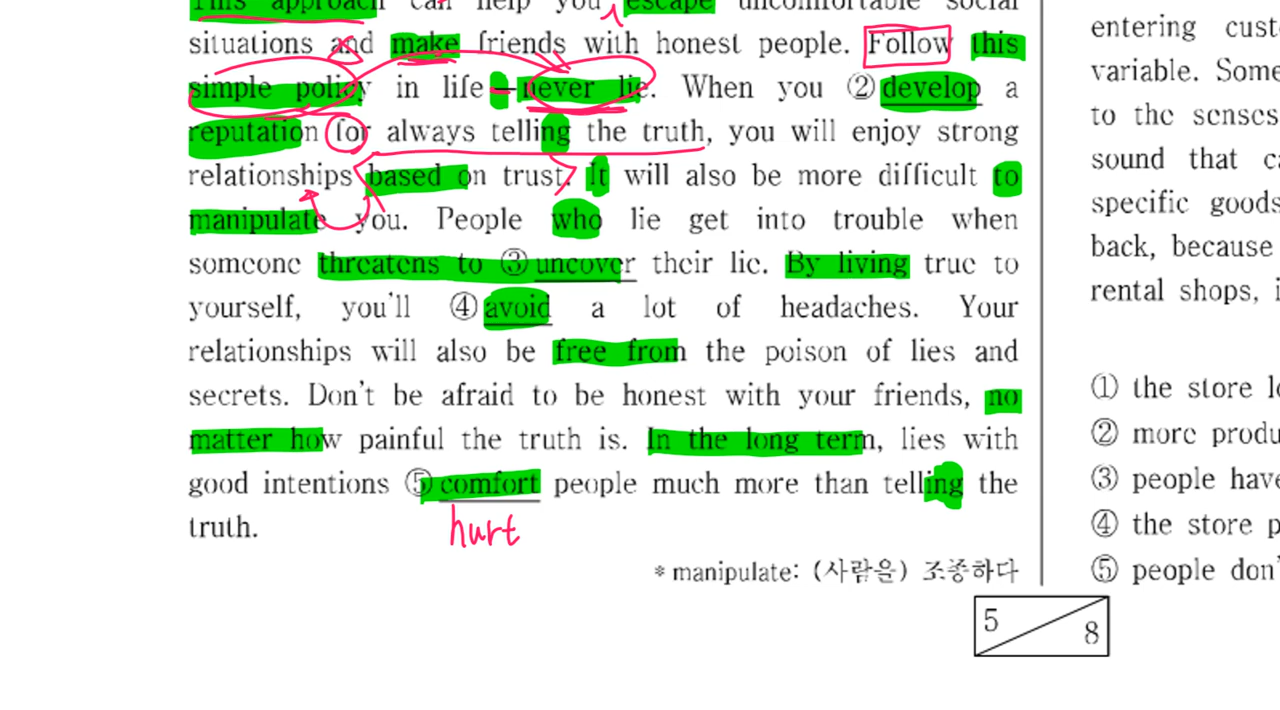 This approach can help you escape uncomfortable social
situations and make friends with honest people. Follow this
simple policy in life — never lie. When you ② develop a
reputation for always telling the truth, you will enjoy strong
relationships based on trust. It will also be more difficult to
manipulate you. People who lie get into trouble when
someone threatens to ③ uncover their lie. By living true to
yourself, you'll ④ avoid a lot of headaches. Your
relationships will also be free from the poison of lies and
secrets. Don't be afraid to be honest with your friends, no
matter how painful the truth is. In the long term, lies with
good intentions ⑤ comfort people much more than telling the
truth.
hurt
* manipulate: (사람을) 조종하다
entering
variable. Some
to the senses
sound that
specific goods
back, because
rental shops,
① the store
② more
③ people have
④ the store
⑤ people don'
5
8